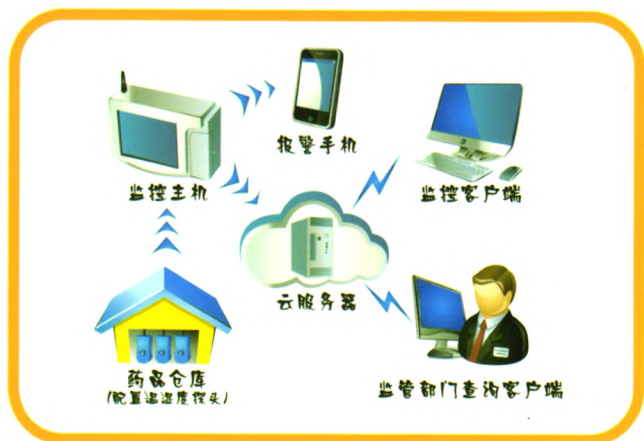 报警手机
监控主机
监控客户端
云服务器
药品仓库
(配置温湿度探头)
监管部门查询客户端